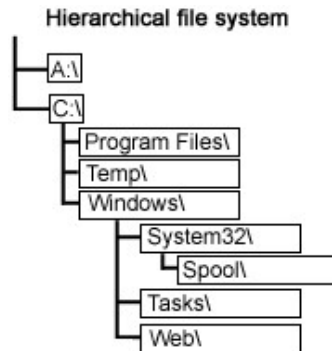 Hierarchical file system
A:\
C:\
Program Files\
Temp\
Windows\
System32\
Spool\
Tasks\
Web\